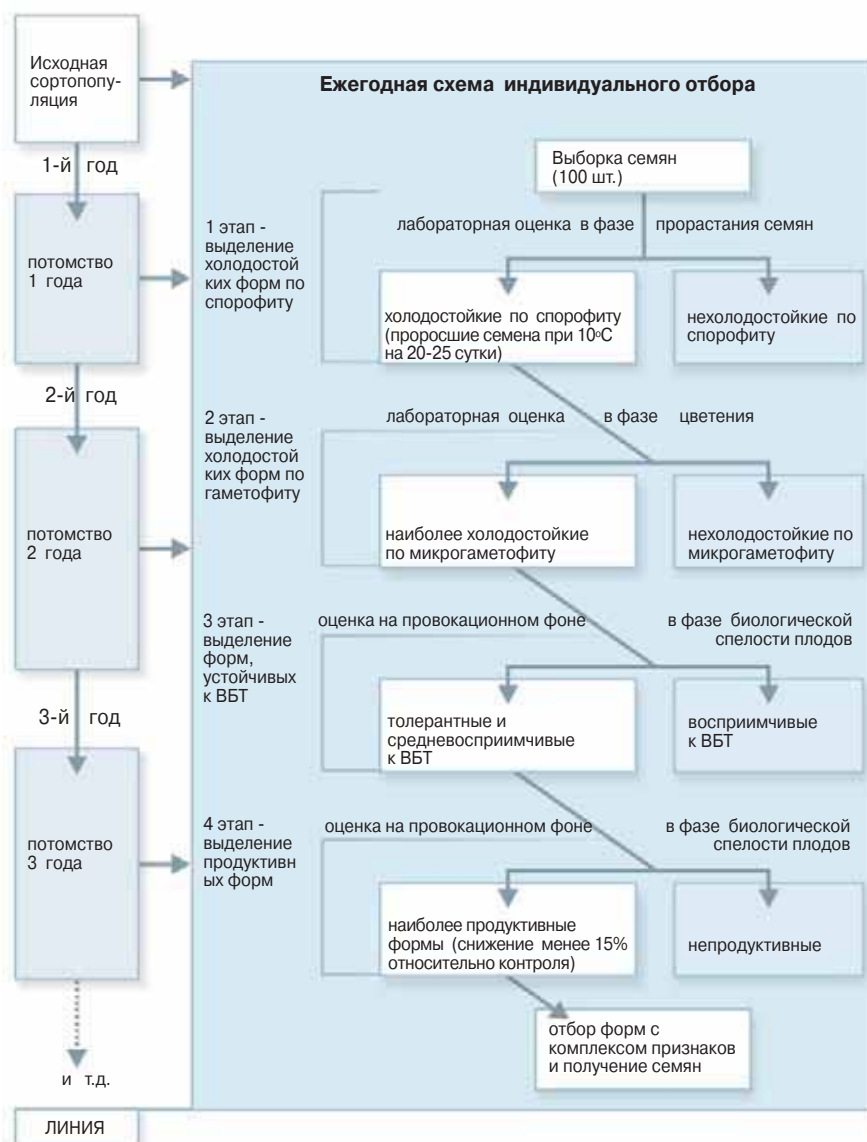 Исходная
сортопопу-
ляция
1-й год
потомство
1 года
2-й год
потомство
2 года
3-й год
потомство
3 года
и т.д.
ЛИНИЯ
Ежегодная схема индивидуального отбора
Выборка семян
(100 шт.)
1 этап -
выделение
холодостой
ких форм по
спорофиту
лабораторная оценка в фазе прорастания семян
холодостойкие по спорофиту
(проросшие семена при 10°С
на 20-25 сутки)
нехолодостойкие по
спорофиту
2 этап -
выделение
холодостой
ких форм по
гаметофиту
лабораторная оценка в фазе цветения
наиболее холодостойкие
по микрогаметофиту
нехолодостойкие по
микрогаметофиту
3 этап -
выделение
форм,
устойчивых
к ВБТ
оценка на провокационном фоне
в фазе биологической
спелости плодов
толерантные и
средневосприимчивые
к ВБТ
восприимчивые
к ВБТ
4 этап -
выделение
продуктивн
ых форм
оценка на провокационном фоне
в фазе биологической
спелости плодов
наиболее продуктивные
формы (снижение менее 15%
относительно контроля)
непродуктивные
отбор форм с
комплексом признаков
и получение семян